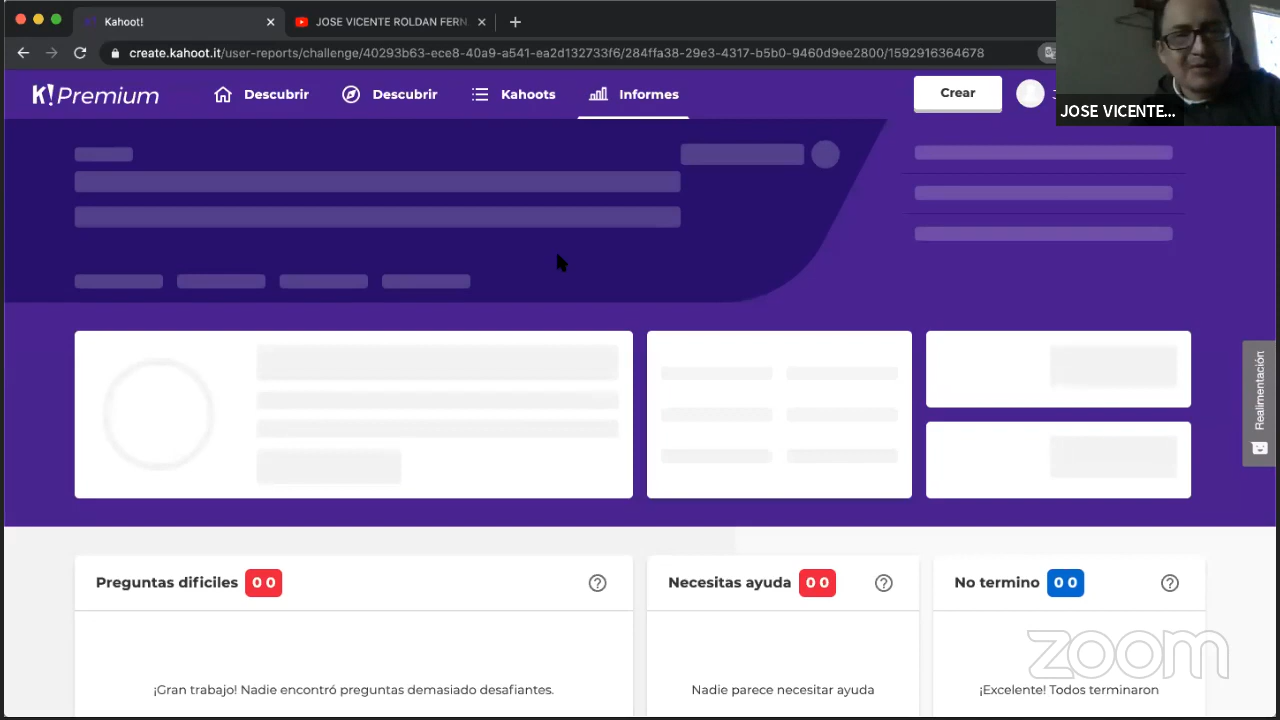 Kahoot!
JOSE VICENTE ROLDAN FERN
create.kahoot.it/user-reports/challenge/40293b63-ece8-40a9-a541-ea2d132733f6/284ffa38-29e3-4317-b5b0-9460d9ee2800/1592916364678
K! Premium
Descubrir
Descubrir
Kahoots
Informes
Crear
JOSE VICENTE...
Realimentación
Preguntas dificiles 0 0
Necesitas ayuda 0 0
No termino 0 0
¡Gran trabajo! Nadie encontró preguntas demasiado desafiantes.
Nadie parece necesitar ayuda
¡Excelente! Todos terminaron
zoom